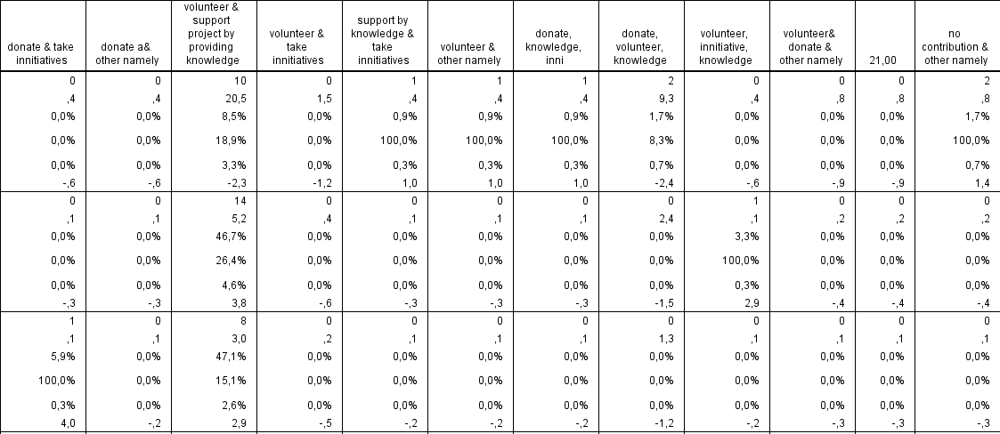 donate & take innitiatives | donate a& other namely | volunteer & support project by providing knowledge | volunteer & take innitiatives | support by knowledge & take innitiatives | volunteer & other namely | donate, knowledge, inni | donate, volunteer, knowledge | volunteer, innitiative, knowledge | volunteer& donate & other namely | 21,00 | no contribution & other namely
0 0 10 0 1 1 1 2 0 0 0 2
,4 ,4 20,5 1,5 ,4 ,4 ,4 9,3 ,4 ,8 ,8 ,8
0,0% 0,0% 8,5% 0,0% 0,9% 0,9% 0,9% 1,7% 0,0% 0,0% 0,0% 1,7%
0,0% 0,0% 18,9% 0,0% 100,0% 100,0% 100,0% 8,3% 0,0% 0,0% 0,0% 100,0%
0,0% 0,0% 3,3% 0,0% 0,3% 0,3% 0,3% 0,7% 0,0% 0,0% 0,0% 0,7%
-,6 -,6 -2,3 -1,2 1,0 1,0 1,0 -2,4 -,6 -,9 -,9 1,4
0 0 14 0 0 0 0 0 1 0 0 0
,1 ,1 5,2 ,4 ,1 ,1 ,1 2,4 ,1 ,2 ,2 ,2
0,0% 0,0% 46,7% 0,0% 0,0% 0,0% 0,0% 0,0% 3,3% 0,0% 0,0% 0,0%
0,0% 0,0% 26,4% 0,0% 0,0% 0,0% 0,0% 0,0% 100,0% 0,0% 0,0% 0,0%
0,0% 0,0% 4,6% 0,0% 0,0% 0,0% 0,0% 0,0% 0,3% 0,0% 0,0% 0,0%
-,3 -,3 3,8 -,6 -,3 -,3 -,3 -1,5 2,9 -,4 -,4 -,4
1 0 8 0 0 0 0 0 0 0 0 0
,1 ,1 3,0 ,2 ,1 ,1 ,1 1,3 ,1 ,1 ,1 ,1
5,9% 0,0% 47,1% 0,0% 0,0% 0,0% 0,0% 0,0% 0,0% 0,0% 0,0% 0,0%
100,0% 0,0% 15,1% 0,0% 0,0% 0,0% 0,0% 0,0% 0,0% 0,0% 0,0% 0,0%
0,3% 0,0% 2,6% 0,0% 0,0% 0,0% 0,0% 0,0% 0,0% 0,0% 0,0% 0,0%
4,0 -,2 2,9 -,5 -,2 -,2 -,2 -1,2 -,2 -,3 -,3 -,3